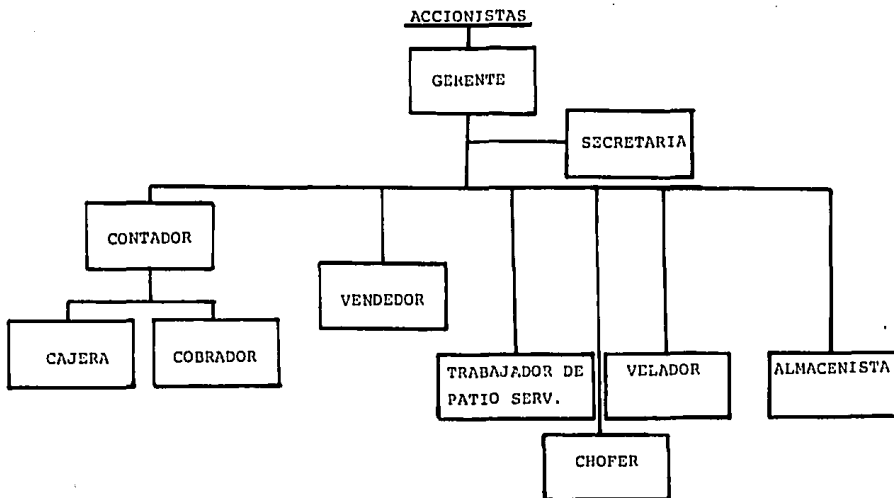 ACCIONISTAS
GERENTE
SECRETARIA
CONTADOR
VENDEDOR
CAJERA
COBRADOR
TRABAJADOR DE
PATIO SERV.
VELADOR
ALMACENISTA
CHOFER